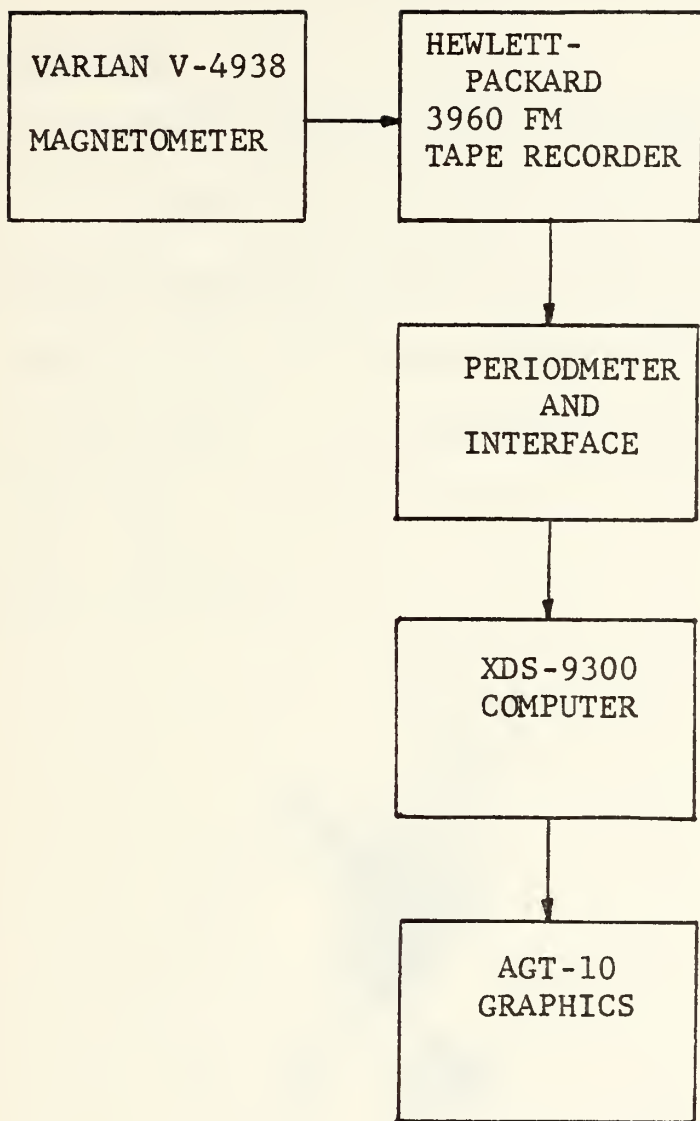 VARIAN V-4938
MAGNETOMETER
HEWLETT-
PACKARD
3960 FM
TAPE RECORDER
PERIODMETER
AND
INTERFACE
XDS-9300
COMPUTER
AGT-10
GRAPHICS